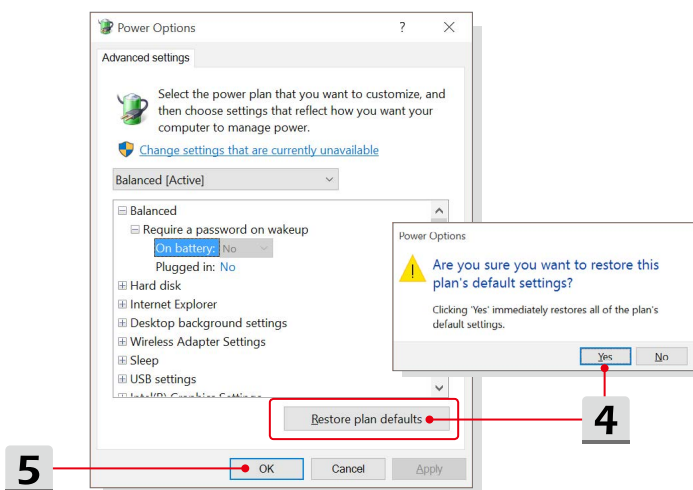 Power Options
?
Advanced settings
Select the power plan that you want to customize, and
then choose settings that reflect how you want your
computer to manage power.
Change settings that are currently unavailable
Balanced [Active]
Balanced
Require a password on wakeup
On battery: No
Plugged in: No
Hard disk
Internet Explorer
Desktop background settings
Wireless Adapter Settings
Sleep
USB settings
Intel(R) Graphics Settings
Restore plan defaults
OK Cancel Apply
Power Options
Are you sure you want to restore this
plan's default settings?
Clicking 'Yes' immediately restores all of the plan's
default settings.
Yes No
4
5